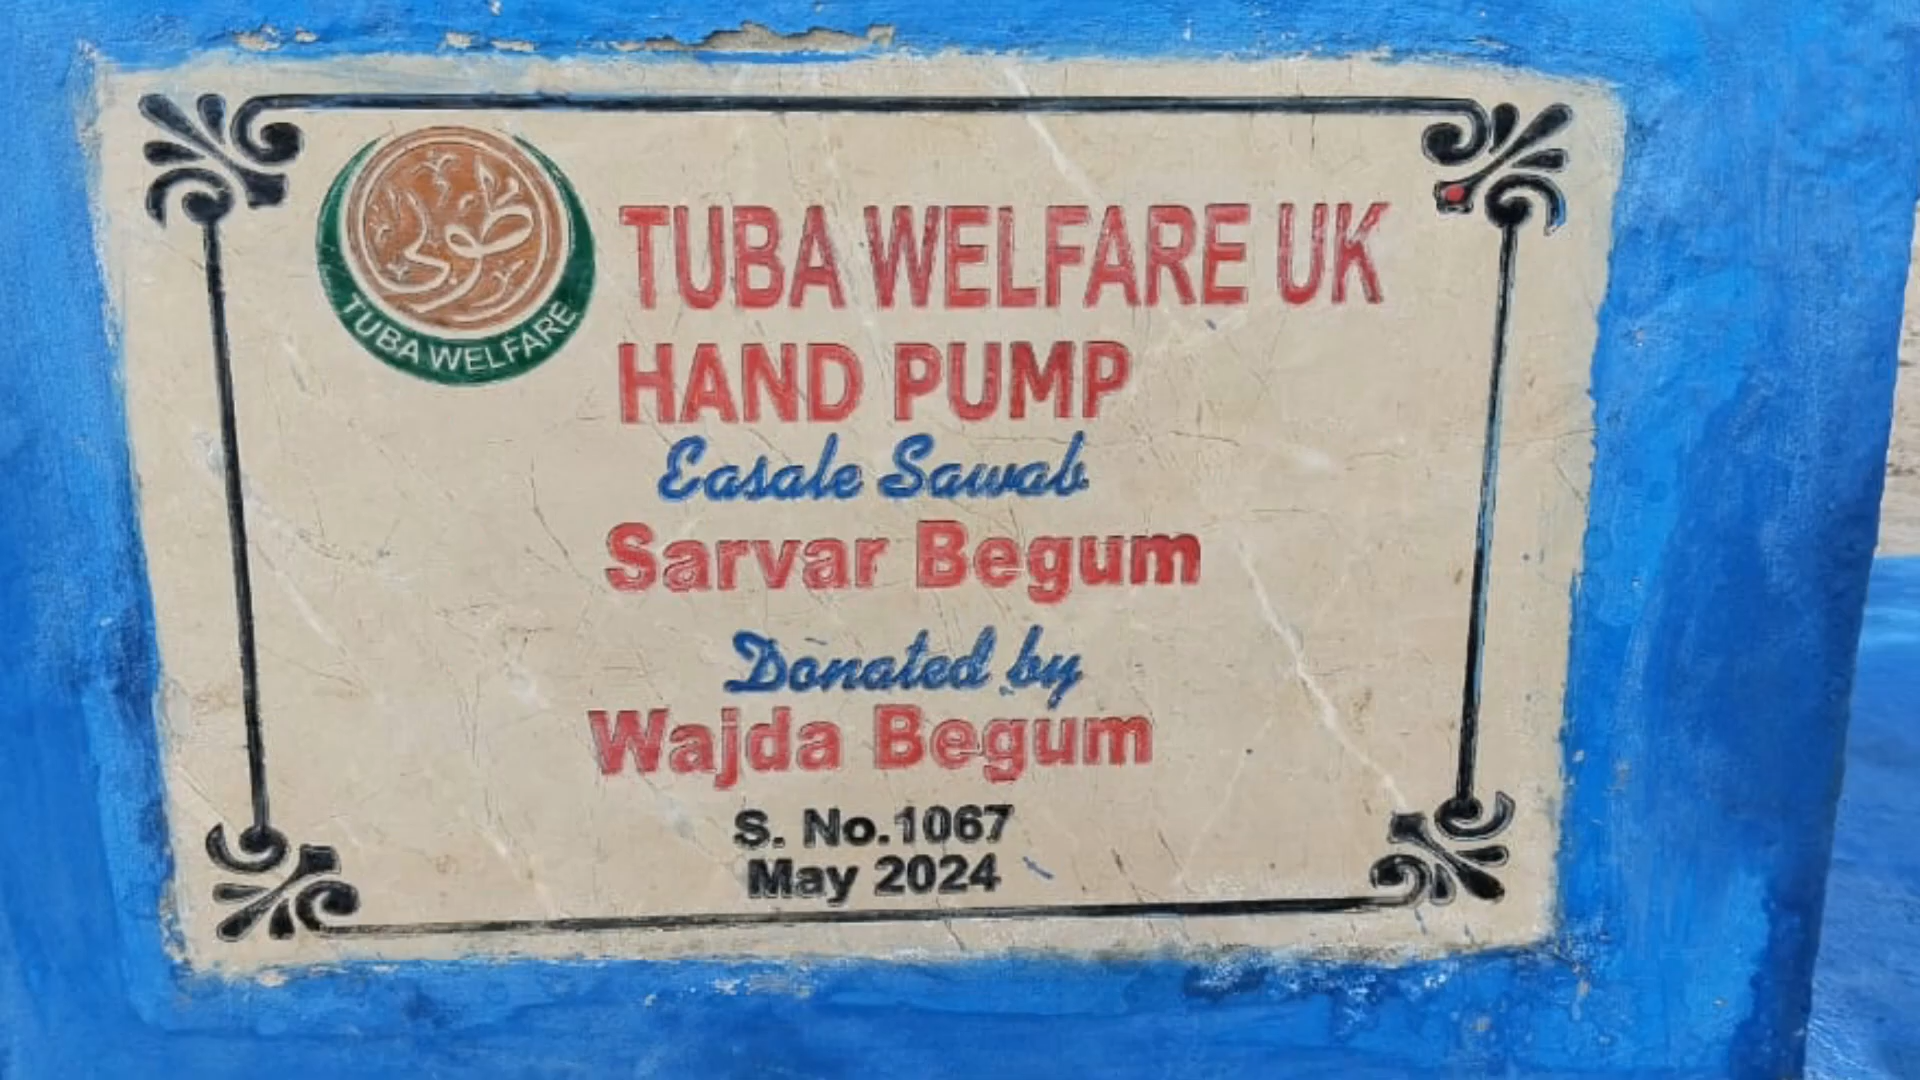 طوبى
TUBA WELFARE
TUBA WELFARE UK
HAND PUMP
Easale Sawab
Sarvar Begum
Donated by
Wajda Begum
S. No.1067
May 2024